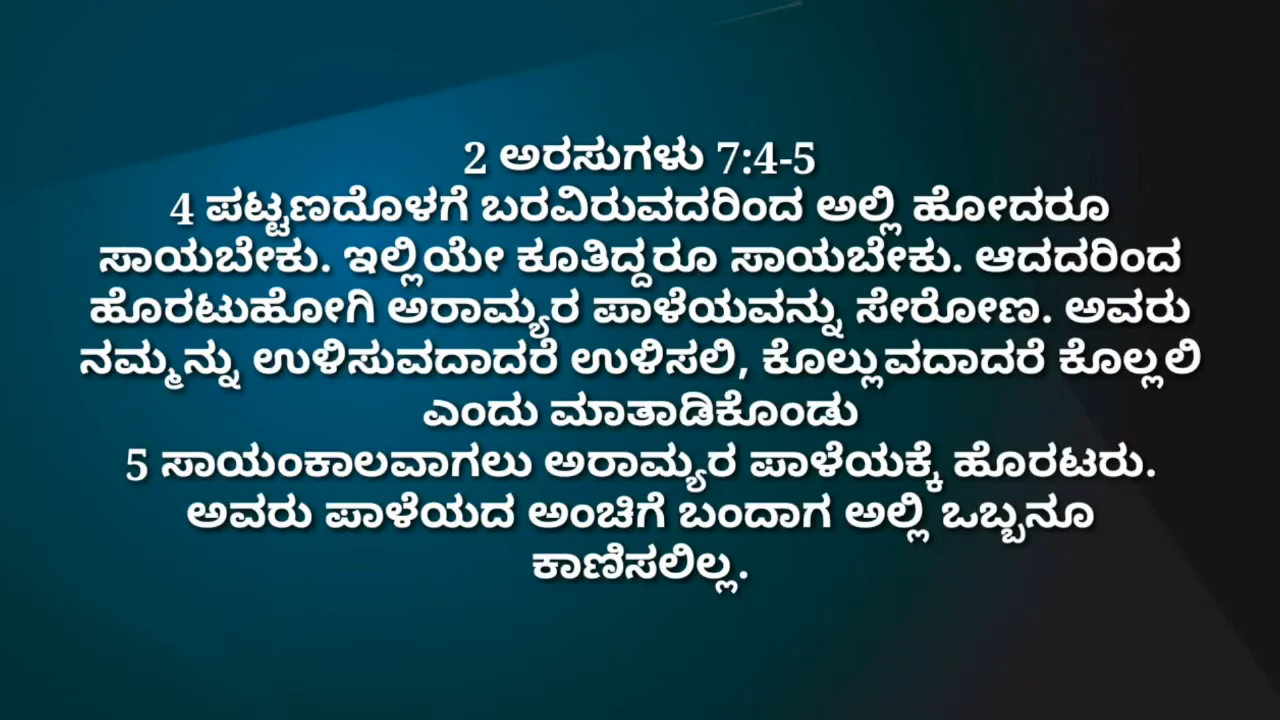 2 ಅರಸುಗಳು 7:4-5
4 ಪಟ್ಟಣದೊಳಗೆ ಬರವಿರುವದರಿಂದ ಅಲ್ಲಿ ಹೋದರೂ
ಸಾಯಬೇಕು. ಇಲ್ಲಿಯೇ ಕೂತಿದ್ದರೂ ಸಾಯಬೇಕು. ಆದದರಿಂದ
ಹೊರಟುಹೋಗಿ ಅರಾಮ್ಯರ ಪಾಳೆಯವನ್ನು ಸೇರೋಣ. ಅವರು
ನಮ್ಮನ್ನು ಉಳಿಸುವದಾದರೆ ಉಳಿಸಲಿ, ಕೊಲ್ಲುವದಾದರೆ ಕೊಲ್ಲಲಿ
ಎಂದು ಮಾತಾಡಿಕೊಂಡು
5 ಸಾಯಂಕಾಲವಾಗಲು ಅರಾಮ್ಯರ ಪಾಳೆಯಕ್ಕೆ ಹೊರಟರು.
ಅವರು ಪಾಳೆಯದ ಅಂಚಿಗೆ ಬಂದಾಗ ಅಲ್ಲಿ ಒಬ್ಬನೂ
ಕಾಣಿಸಲಿಲ್ಲ.